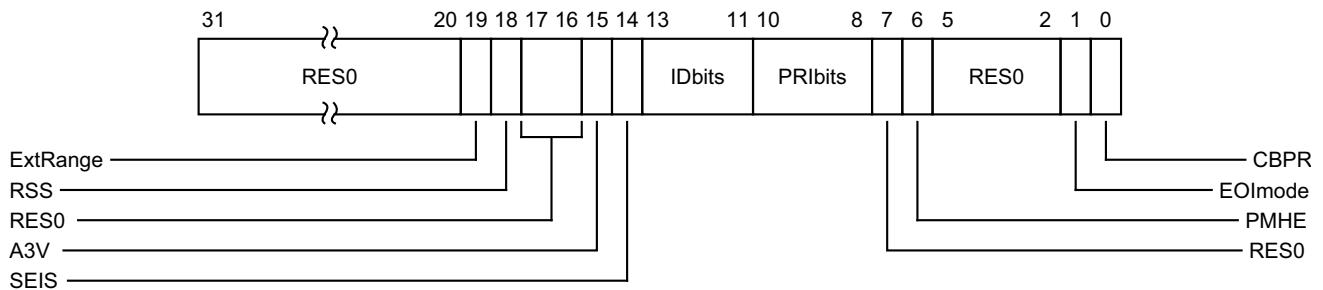 31 20 19 18 17 16 15 14 13 11 10 8 7 6 5 2 1 0
RES0 IDbits PRIbits RES0
ExtRange CBPR
RSS EOImode
RES0 PMHE
A3V RES0
SEIS